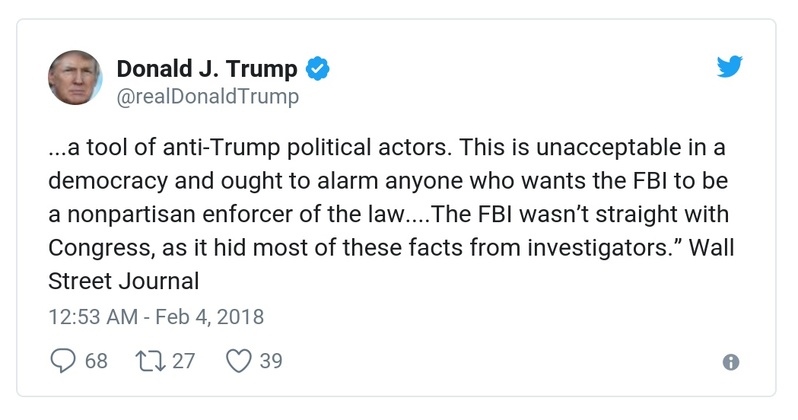 Donald J. Trump
@realDonaldTrump
...a tool of anti-Trump political actors. This is unacceptable in a
democracy and ought to alarm anyone who wants the FBI to be
a nonpartisan enforcer of the law....The FBI wasn’t straight with
Congress, as it hid most of these facts from investigators.” Wall
Street Journal
12:53 AM - Feb 4, 2018
68 27 39